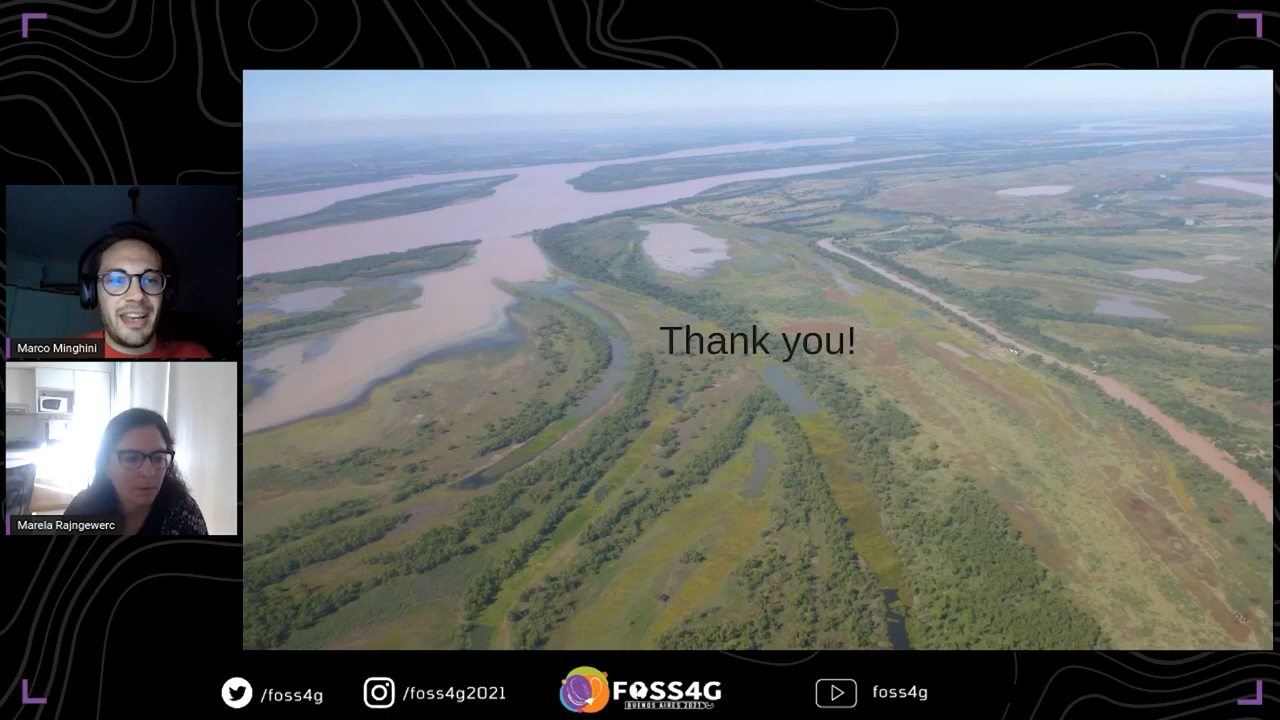 Thank you!
Marco Minghini
Marela Rajngewerc
/foss4g
/foss4g2021
FOSS4G
BUENOS AIRES 2021
foss4g